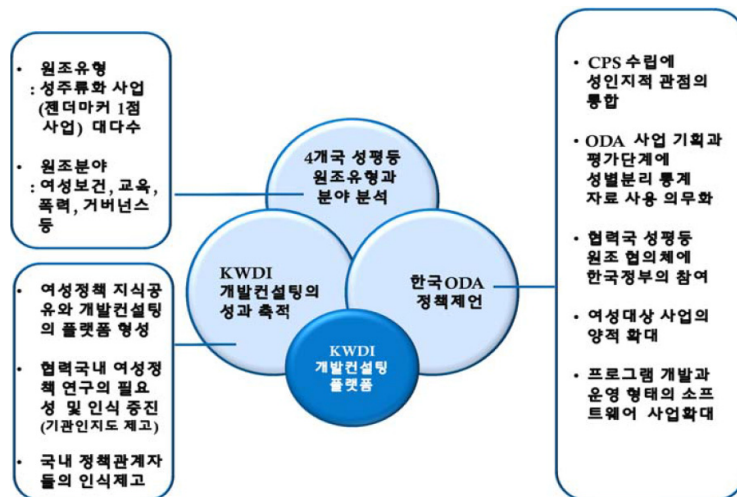 • 원조유형
: 성주류화 사업
(젠더마커 1점
사업) 대다수
• 원조분야
: 여성보건, 교육,
폭력, 거버넌스
등
4개국 성평등
원조유형과
분야 분석
KWDI
개발컨설팅의
성과 축적
한국ODA
정책제언
KWDI
개발컨설팅
플랫폼
• 여성정책 지식공
유와 개발컨설팅
의 플랫폼 형성
• 협력국내 여성정
책 연구의 필요
성 및 인식 증진
(기관인지도 제고)
• 국내 정책관계자
들의 인식제고
• CPS 수립에
성인지적 관점의
통합
• ODA 사업 기획과
평가단계에
성별분리 통계
자료 사용 의무화
• 협력국 성평등
원조 협의체에
한국정부의 참여
• 여성대상 사업의
양적 확대
• 프로그램 개발과
운영 형태의 소프
트웨어 사업확대